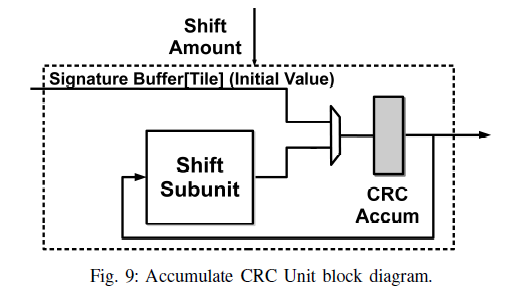 Shift
Amount
Signature Buffer[Tile] (Initial Value)
Shift
Subunit
CRC
Accum
Fig. 9: Accumulate CRC Unit block diagram.